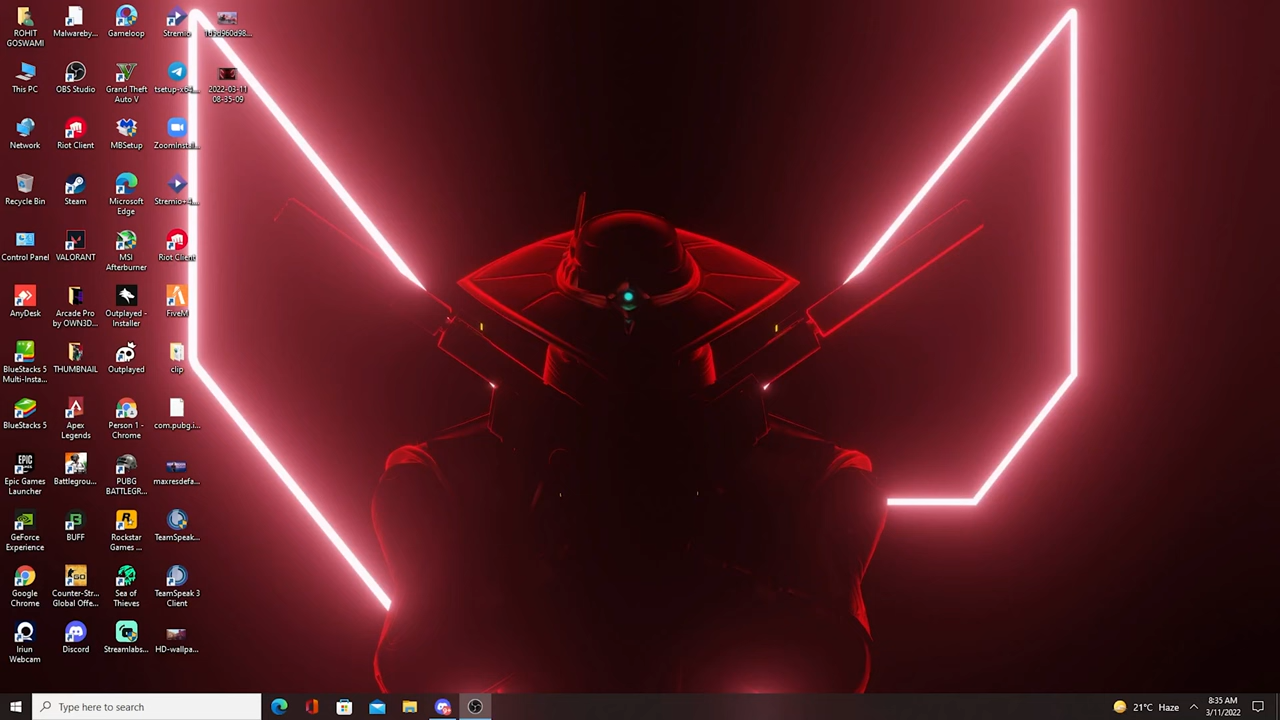 ROHIT
GOSWAMI
Malwareby...
Gameloop
Stremio
1d9d960d98...
This PC
OBS Studio
Grand Theft
Auto V
tsetup-x64....
2022-03-11
08-35-09
Network
Riot Client
MBSetup
ZoomInstal...
Recycle Bin
Steam
Microsoft
Edge
Stremio+4....
Control Panel
VALORANT
MSI
Afterburner
Riot Client
AnyDesk
Arcade Pro
by OWN3D...
Outplayed -
Installer
FiveM
BlueStacks 5
Multi-Insta...
THUMBNAIL
Outplayed
clip
BlueStacks 5
Apex
Legends
Person 1 -
Chrome
com.pubg.i...
Epic Games
Launcher
Battlegrou...
PUBG
BATTLEGR...
maxresdefa...
GeForce
Experience
BUFF
Rockstar
Games ...
TeamSpeak...
Google
Chrome
Counter-Str...
Global Offe...
Sea of
Thieves
TeamSpeak 3
Client
Iriun
Webcam
Discord
Streamlabs...
HD-wallpa...
Type here to search
21°C Haze
8:35 AM
3/11/2022